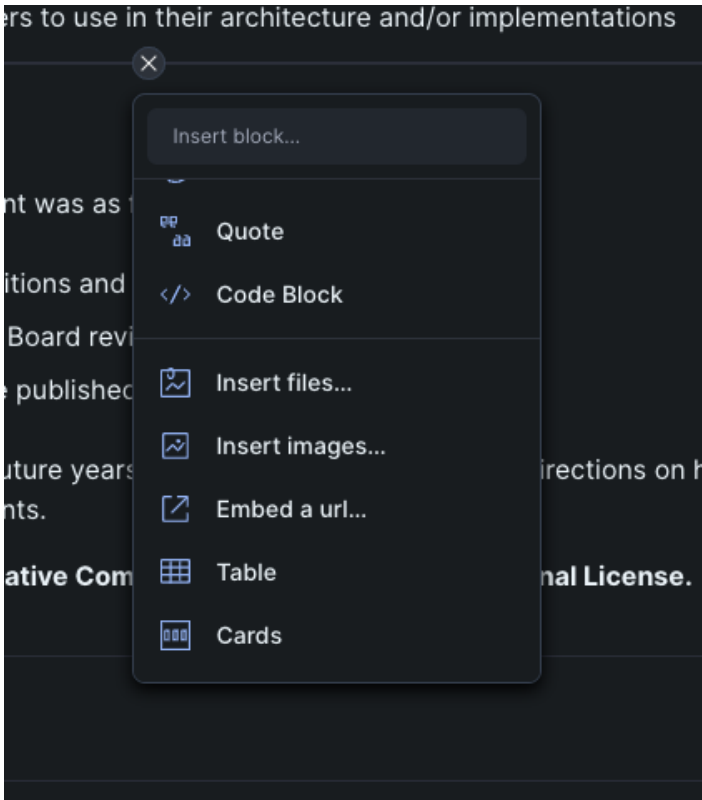 ers to use in their architecture and/or implementations
Insert block...
nt was as
Quote
itions and
Code Block
Board revi
Insert files...
published
Insert images...
uture years
irections on h
Embed a url...
nts.
Table
ative Com
nal License.
Cards